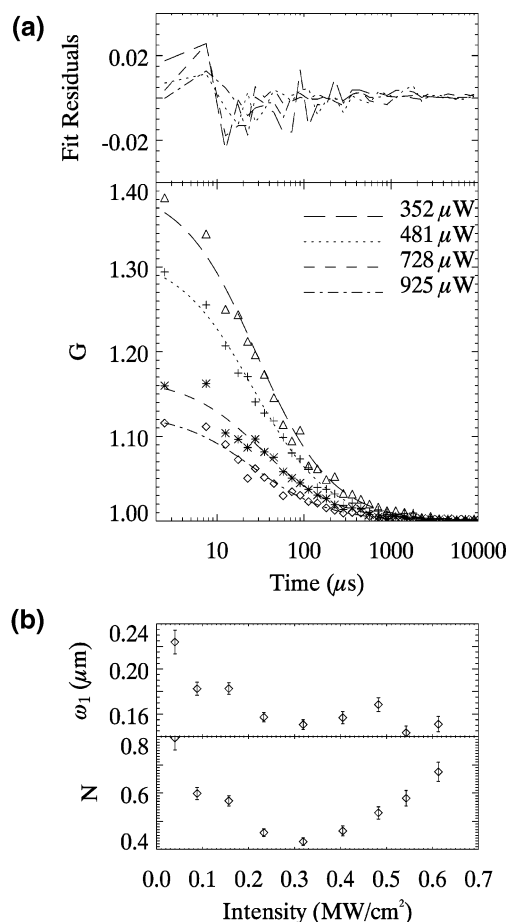 (a)
Fit Residuals
0.02
-0.02
1.40
1.30
1.20
1.10
1.00
G
352 μW
481 μW
728 μW
925 μW
10
100
1000
10000
Time (μs)
(b)
ω₁ (μm)
0.24
0.20
0.16
N
0.8
0.6
0.4
0.0 0.1 0.2 0.3 0.4 0.5 0.6 0.7
Intensity (MW/cm²)